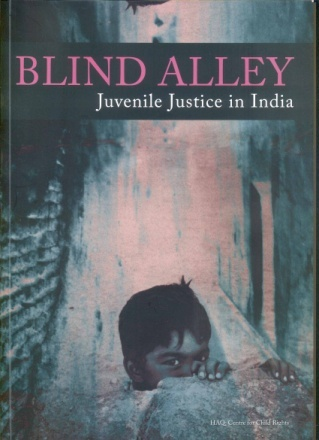 BLIND ALLEY
Juvenile Justice in India
HAQ: Centre for Child Rights